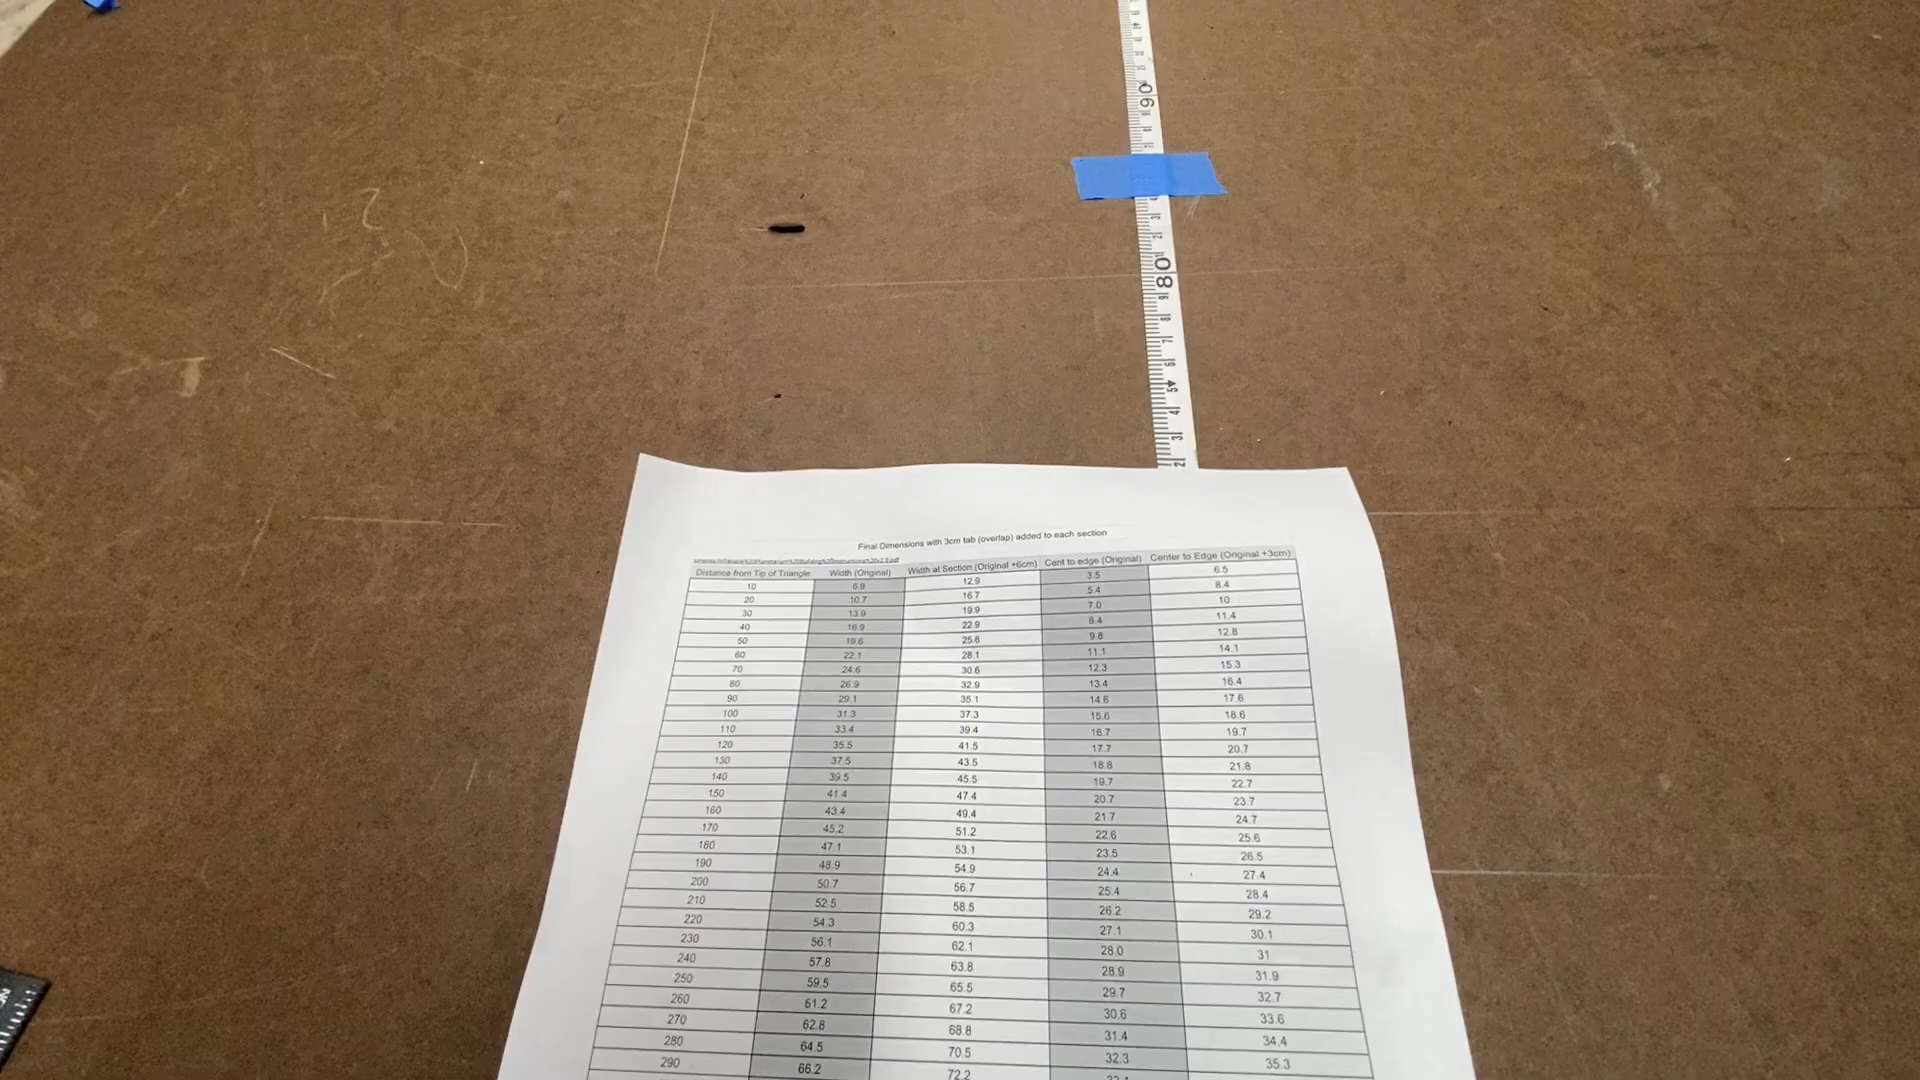 90
80
9
8
7
6
5
4
3
2
Final Dimensions with 3cm tab (overlap) added to each section
Distance from Tip of Triangle Width (Original) Width at Section (Original +6cm) Cent to edge (Original) Center to Edge (Original +3cm)
10 6.9 12.9 3.5 6.5
20 10.7 16.7 5.4 8.4
30 13.9 19.9 7.0 10
40 16.9 22.9 8.4 11.4
50 19.6 25.6 9.8 12.8
60 22.1 28.1 11.1 14.1
70 24.6 30.6 12.3 15.3
80 26.9 32.9 13.4 16.4
90 29.1 35.1 14.6 17.6
100 31.3 37.3 15.6 18.6
110 33.4 39.4 16.7 19.7
120 35.5 41.5 17.7 20.7
130 37.5 43.5 18.8 21.8
140 39.5 45.5 19.7 22.7
150 41.4 47.4 20.7 23.7
160 43.4 49.4 21.7 24.7
170 45.2 51.2 22.6 25.6
180 47.1 53.1 23.5 26.5
190 48.9 54.9 24.4 27.4
200 50.7 56.7 25.4 28.4
210 52.5 58.5 26.2 29.2
220 54.3 60.3 27.1 30.1
230 56.1 62.1 28.0 31
240 57.8 63.8 28.9 31.9
250 59.5 65.5 29.7 32.7
260 61.2 67.2 30.6 33.6
270 62.8 68.8 31.4 34.4
280 64.5 70.5 32.3 35.3
290 66.2 72.2